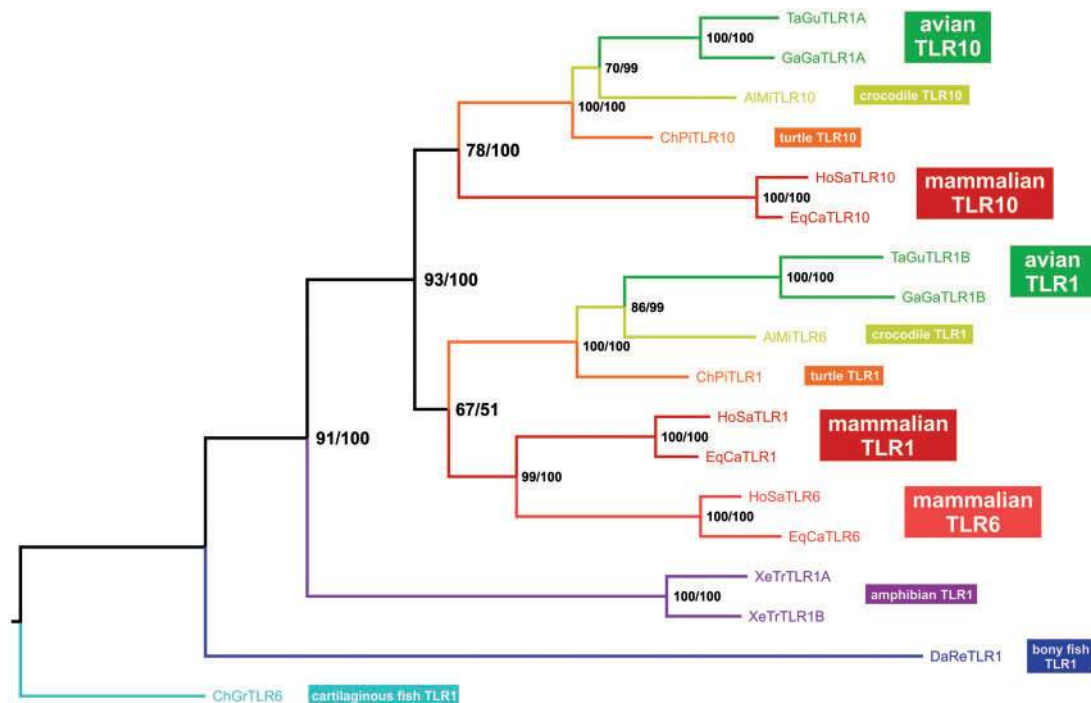 TaGuTLR1A
avian
TLR10
100/100
GaGaTLR1A
70/99
AlMiTLR10
crocodile TLR10
100/100
ChPiTLR10
turtle TLR10
78/100
HoSaTLR10
mammalian
TLR10
100/100
EqCaTLR10
93/100
TaGuTLR1B
avian
TLR1
100/100
GaGaTLR1B
86/99
AlMiTLR6
crocodile TLR1
100/100
ChPiTLR1
turtle TLR1
67/51
HoSaTLR1
mammalian
TLR1
100/100
EqCaTLR1
91/100
99/100
HoSaTLR6
mammalian
TLR6
100/100
EqCaTLR6
XeTrTLR1A
amphibian TLR1
100/100
XeTrTLR1B
DaReTLR1
bony fish
TLR1
ChGrTLR6
cartilaginous fish TLR1